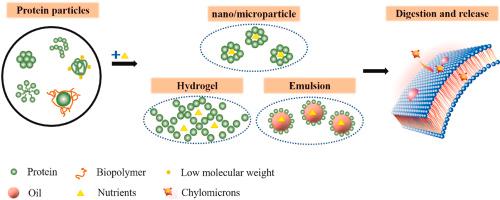 Protein particles
nano/microparticle
Digestion and release
+
Hydrogel
Emulsion
Protein
Biopolymer
Low molecular weight
Oil
Nutrients
Chylomicrons